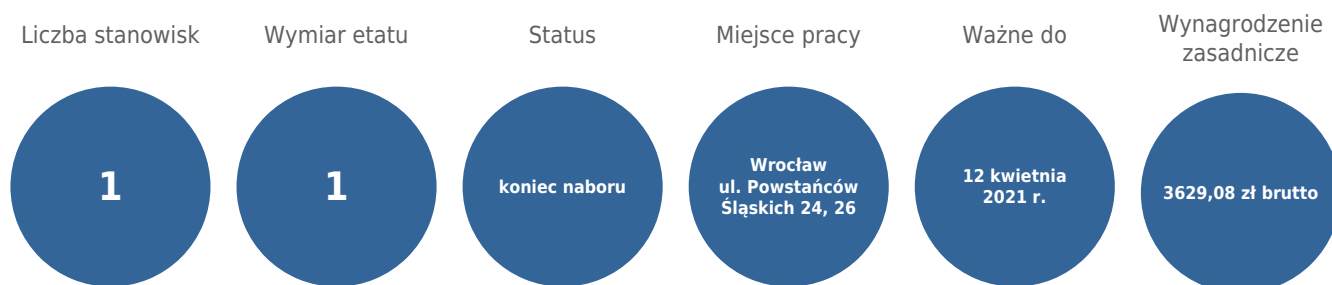 Liczba stanowisk
1
Wymiar etatu
1
Status
koniec naboru
Miejsce pracy
Wrocław
ul. Powstańców
Śląskich 24, 26
Ważne do
12 kwietnia
2021 r.
Wynagrodzenie
zasadnicze
3629,08 zł brutto